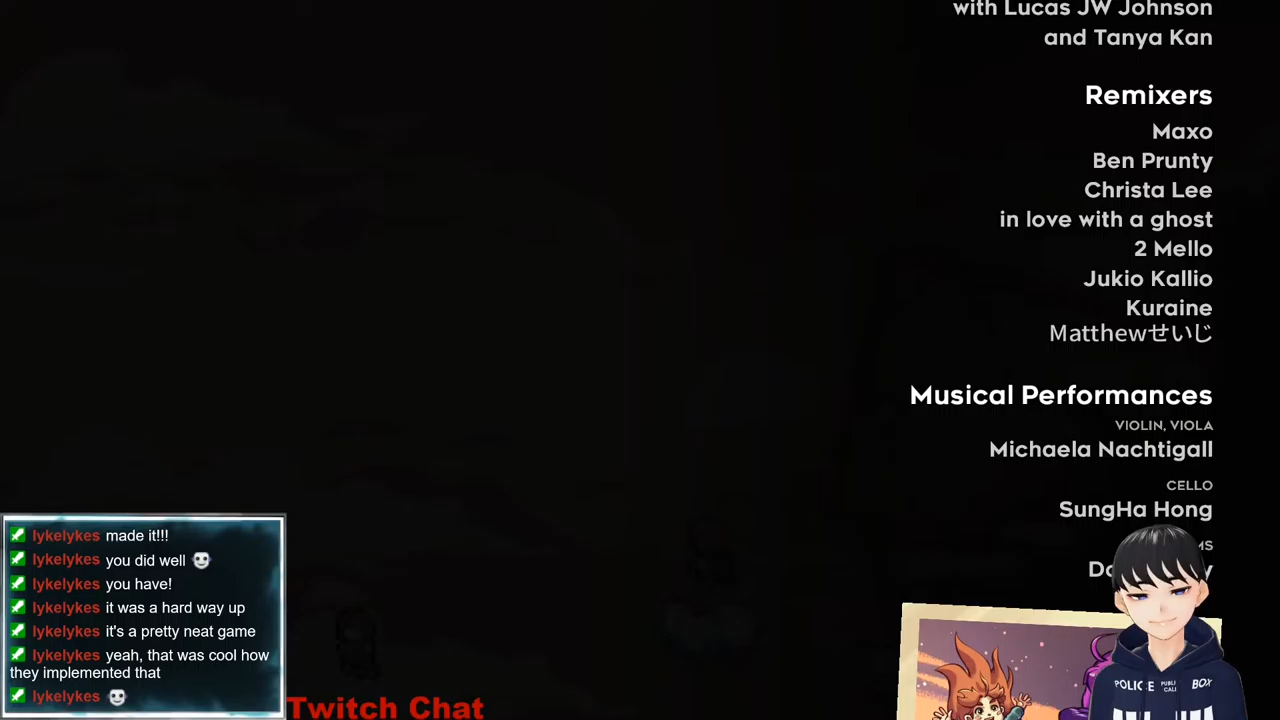 with Lucas JW Johnson
and Tanya Kan
Remixers
Maxo
Ben Prunty
Christa Lee
in love with a ghost
2 Mello
Jukio Kallio
Kuraine
Matthewせいじ
Musical Performances
VIOLIN, VIOLA
Michaela Nachtigall
CELLO
SungHa Hong
lykelykes made it!!!
lykelykes you did well
lykelykes you have!
lykelykes it was a hard way up
lykelykes it's a pretty neat game
lykelykes yeah, that was cool how
they implemented that
lykelykes
Twitch Chat
POLICE
BOX